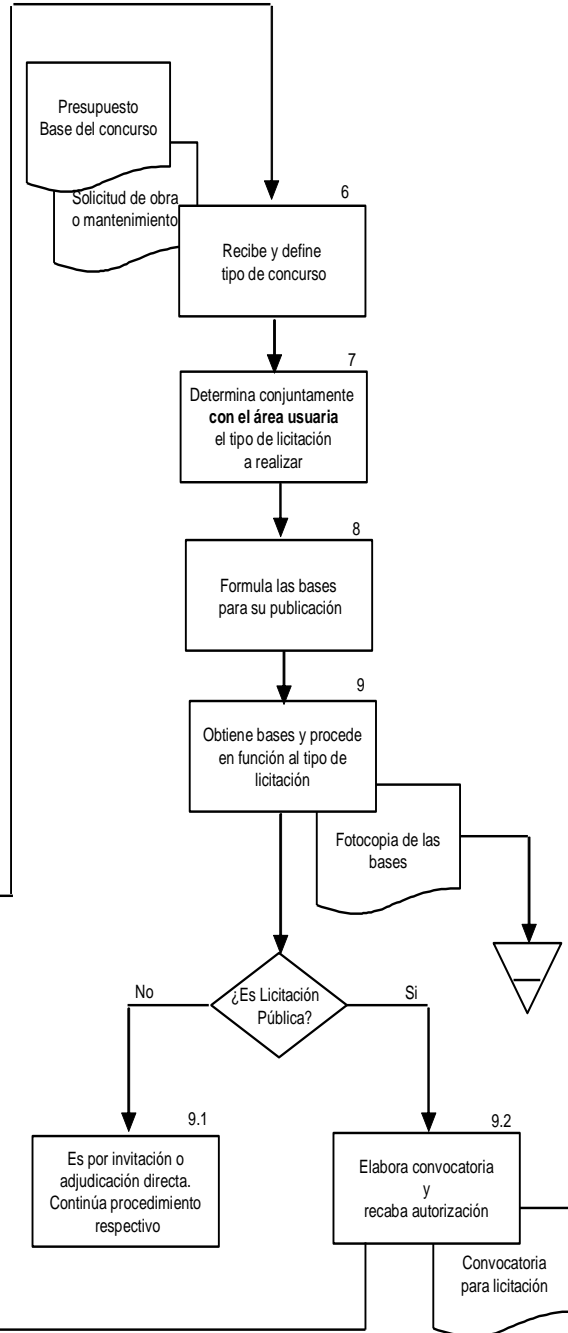 Presupuesto
Base del concurso
Solicitud de obra
o mantenimiento
6
Recibe y define
tipo de concurso
7
Determina conjuntamente
con el área usuaria
el tipo de licitación
a realizar
8
Formula las bases
para su publicación
9
Obtiene bases y procede
en función al tipo de
licitación
Fotocopia de las
bases
¿Es Licitación
Pública?
No
Si
9.1
Es por invitación o
adjudicación directa.
Continúa procedimiento
respectivo
9.2
Elabora convocatoria
y
recaba autorización
Convocatoria
para licitación